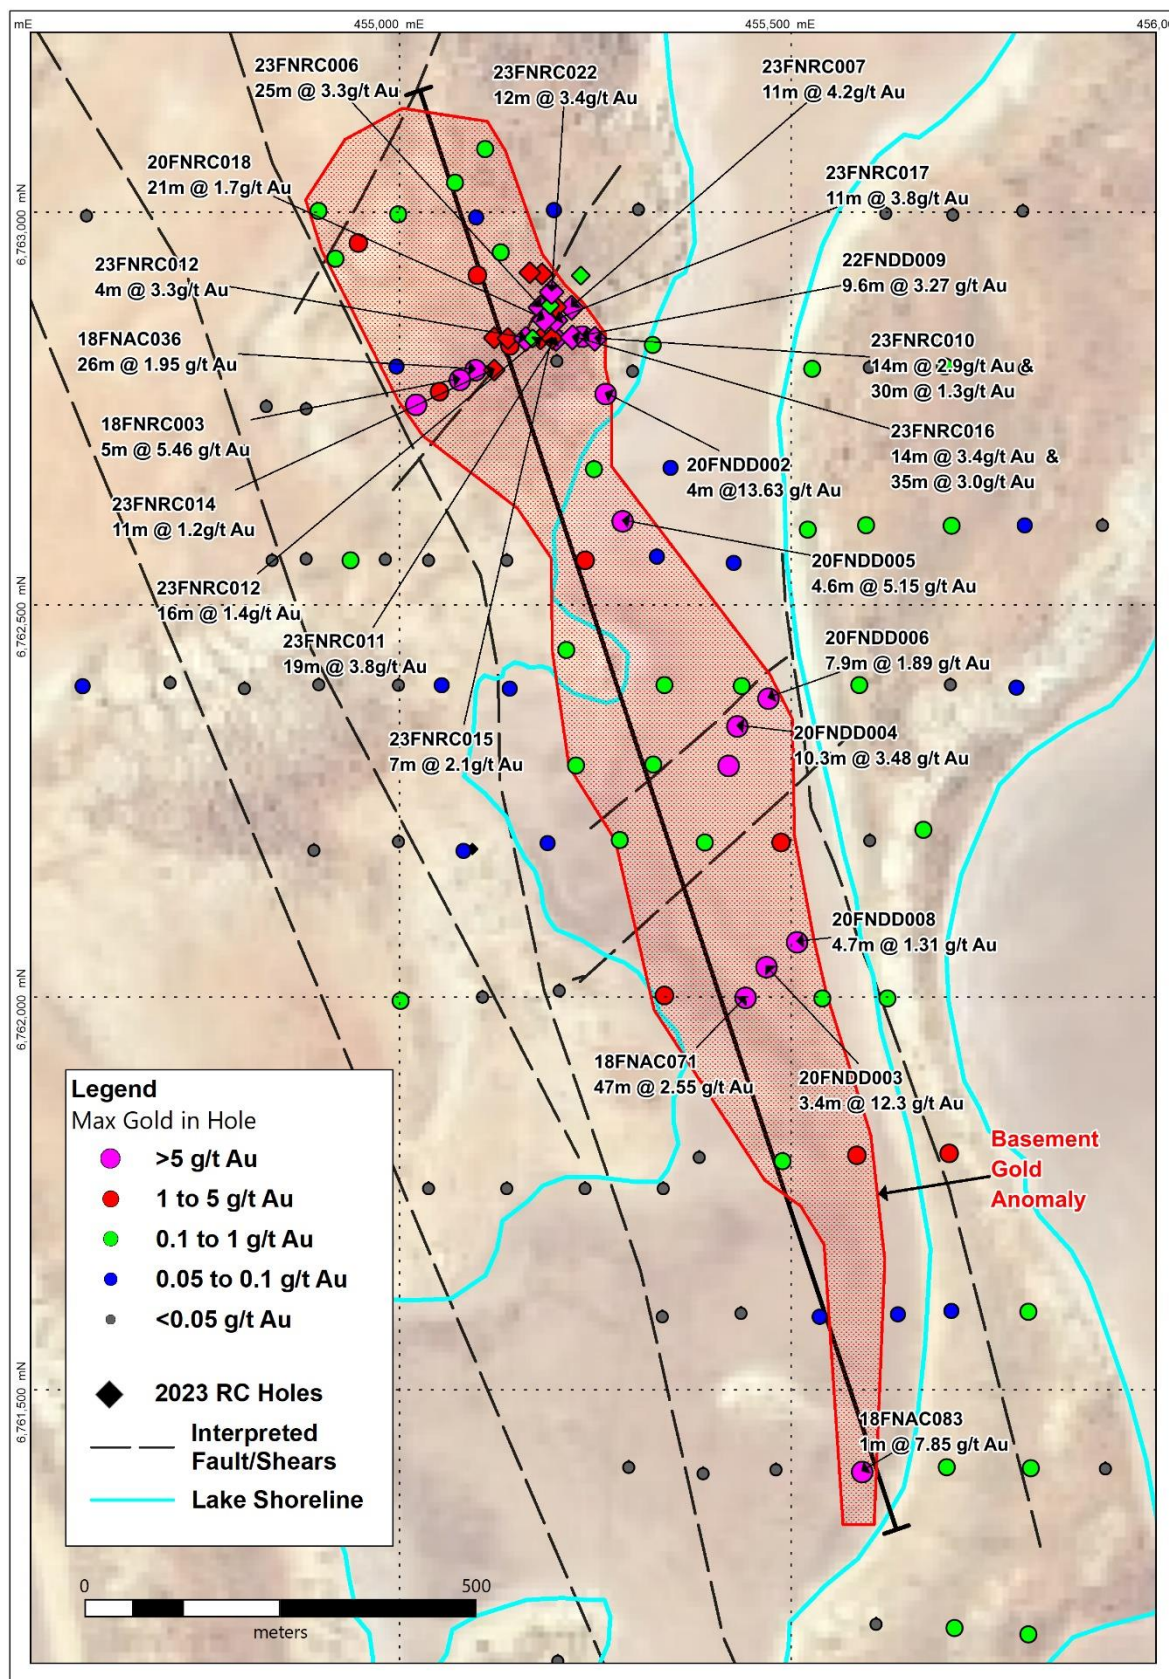 mE
455,000 mE
455,500 mE
456,0
6,763,000 mN
6,762,500 mN
6,762,000 mN
6,761,500 mN
23FNRC006
25m @ 3.3g/t Au
23FNRC022
12m @ 3.4g/t Au
23FNRC007
11m @ 4.2g/t Au
20FNRC018
21m @ 1.7g/t Au
23FNRC017
11m @ 3.8g/t Au
23FNRC012
4m @ 3.3g/t Au
22FNDD009
9.6m @ 3.27 g/t Au
18FNAC036
26m @ 1.95 g/t Au
23FNRC010
14m @ 2.9g/t Au &
30m @ 1.3g/t Au
18FNRC003
5m @ 5.46 g/t Au
23FNRC016
14m @ 3.4g/t Au &
35m @ 3.0g/t Au
20FNDD002
4m @13.63 g/t Au
23FNRC014
11m @ 1.2g/t Au
20FNDD005
4.6m @ 5.15 g/t Au
23FNRC012
16m @ 1.4g/t Au
23FNRC011
19m @ 3.8g/t Au
20FNDD006
7.9m @ 1.89 g/t Au
23FNRC015
7m @ 2.1g/t Au
20FNDD004
10.3m @ 3.48 g/t Au
20FNDD008
4.7m @ 1.31 g/t Au
18FNAC071
47m @ 2.55 g/t Au
20FNDD003
3.4m @ 12.3 g/t Au
Basement
Gold
Anomaly
18FNAC083
1m @ 7.85 g/t Au
Legend
Max Gold in Hole
>5 g/t Au
1 to 5 g/t Au
0.1 to 1 g/t Au
0.05 to 0.1 g/t Au
<0.05 g/t Au
2023 RC Holes
Interpreted
Fault/Shears
Lake Shoreline
0 500
meters